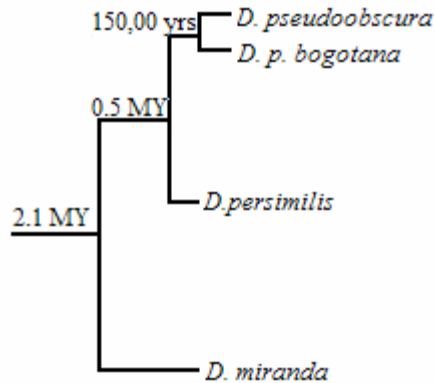 D. pseudoobscura
150,00 yrs
D. p. bogotana
0.5 MY
D.persimilis
2.1 MY
D. miranda